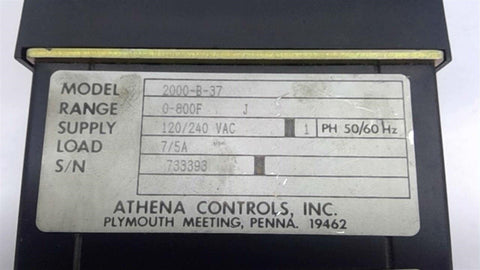 MODEL 2000-B-37
RANGE 0-800F J
SUPPLY 120/240 VAC 1 PH 50/60 Hz
LOAD 7/5A
S/N 733393
ATHENA CONTROLS, INC.
PLYMOUTH MEETING, PENNA. 19462